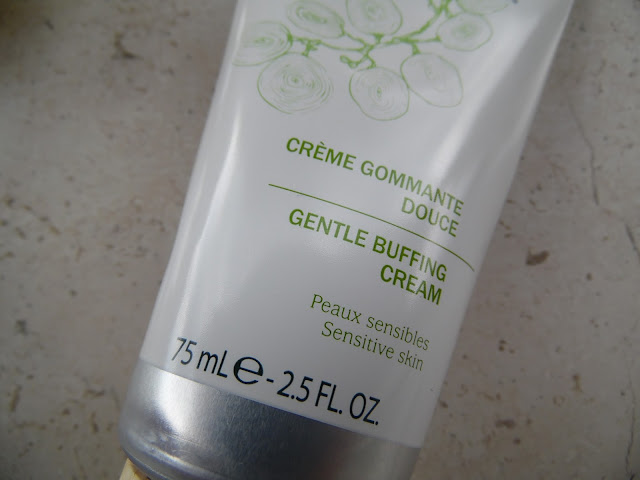 CRÈME GOMMANTE
DOUCE
GENTLE BUFFING
CREAM
Peaux sensibles
Sensitive skin
75 mL e - 2.5 FL. OZ.